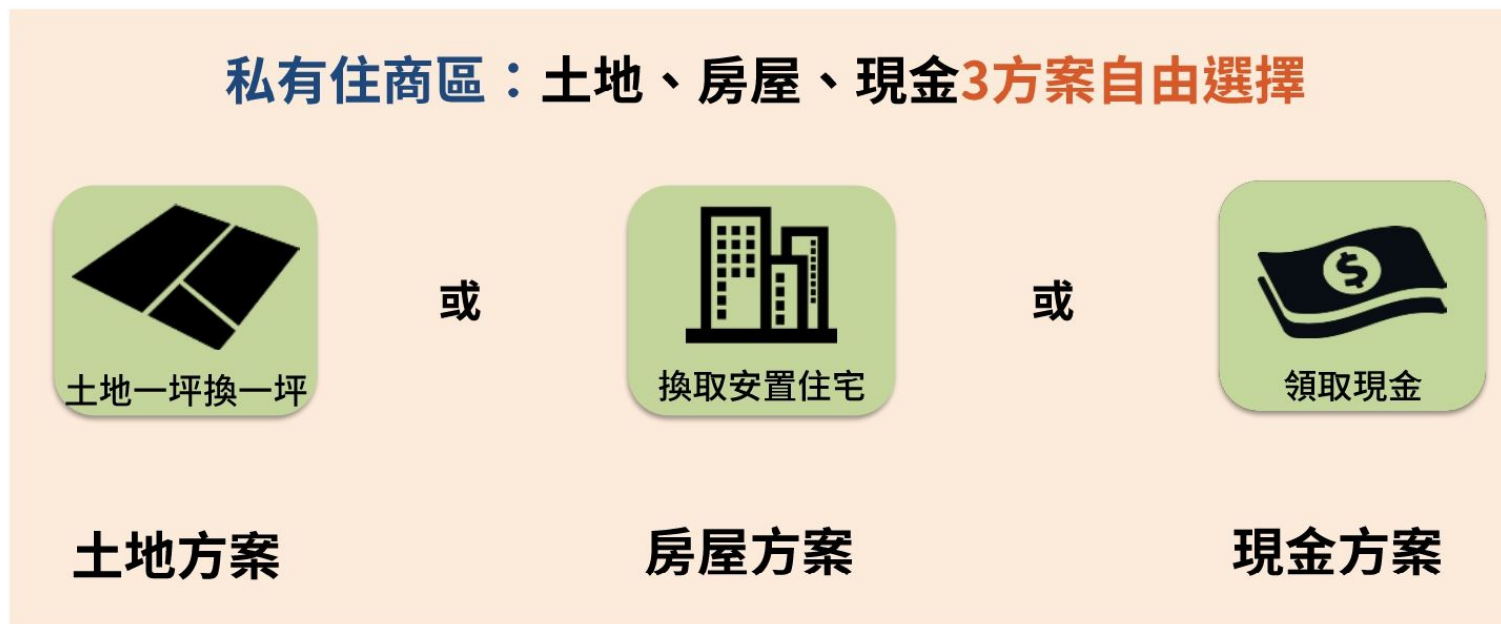 私有住商區：土地、房屋、現金3方案自由選擇
土地一坪換一坪
或
換取安置住宅
或
領取現金
土地方案
房屋方案
現金方案